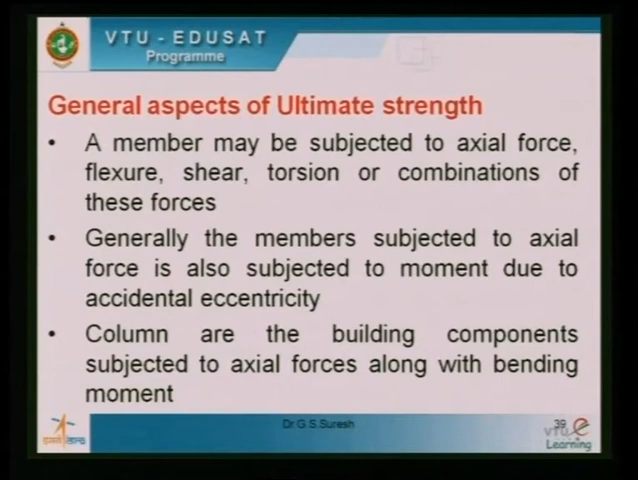 VTU - EDUSAT
Programme
General aspects of Ultimate strength
• A member may be subjected to axial force,
flexure, shear, torsion or combinations of
these forces
• Generally the members subjected to axial
force is also subjected to moment due to
accidental eccentricity
• Column are the building components
subjected to axial forces along with bending
moment
Dr.G.S.Suresh
39
VTU e
Learning